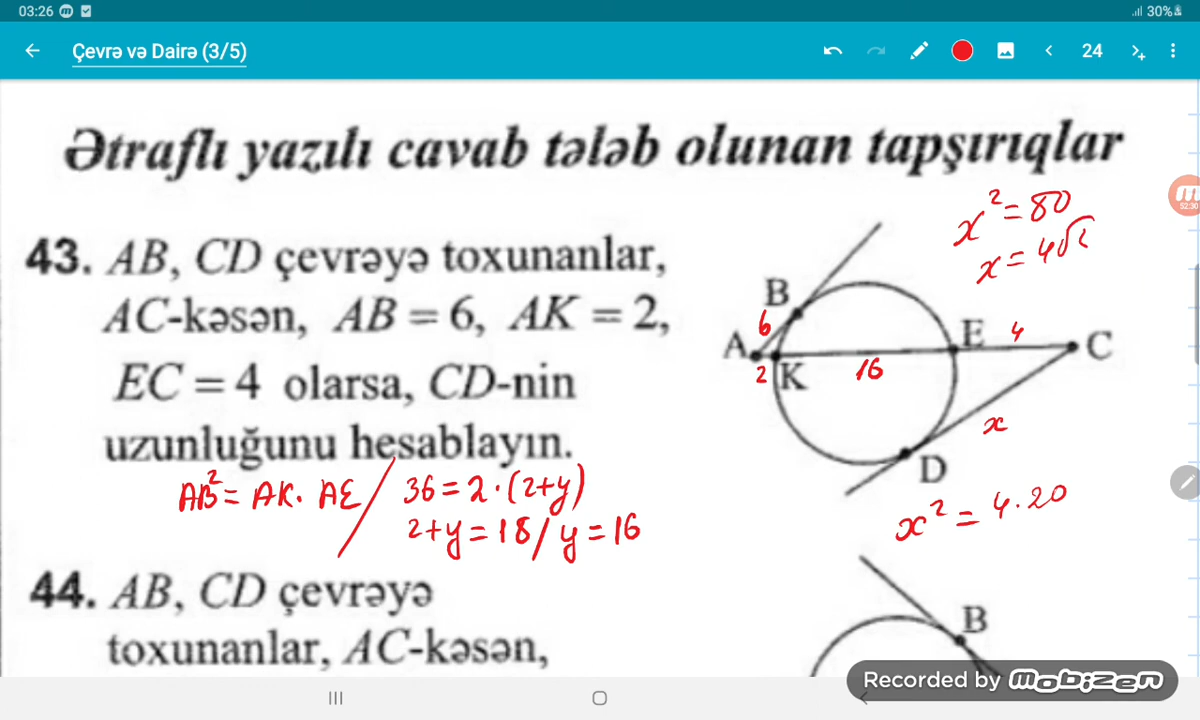 03:26 30%
Çevrə və Dairə (3/5) 24
Ətraflı yazılı cavab tələb olunan tapşırıqlar
43. AB, CD çevrəyə toxunanlar,
AC-kəsən, AB = 6, AK = 2,
EC = 4 olarsa, CD-nin
uzunluğunu hesablayın.
AB² = AK · AE / 36 = 2 · (2+y)
2+y = 18 / y = 16
x² = 80
x = 4√
B
6
A E 4 C
2 K 16
x
D
x² = 4 · 20
52:30
44. AB, CD çevrəyə
toxunanlar, AC-kəsən,
B
Recorded by mobizen